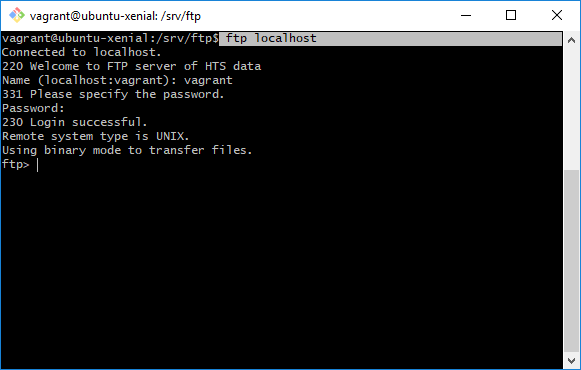 vagrant@ubuntu-xenial: /srv/ftp
vagrant@ubuntu-xenial:/srv/ftp$ ftp localhost
Connected to localhost.
220 Welcome to FTP server of HTS data
Name (localhost:vagrant): vagrant
331 Please specify the password.
Password:
230 Login successful.
Remote system type is UNIX.
Using binary mode to transfer files.
ftp>